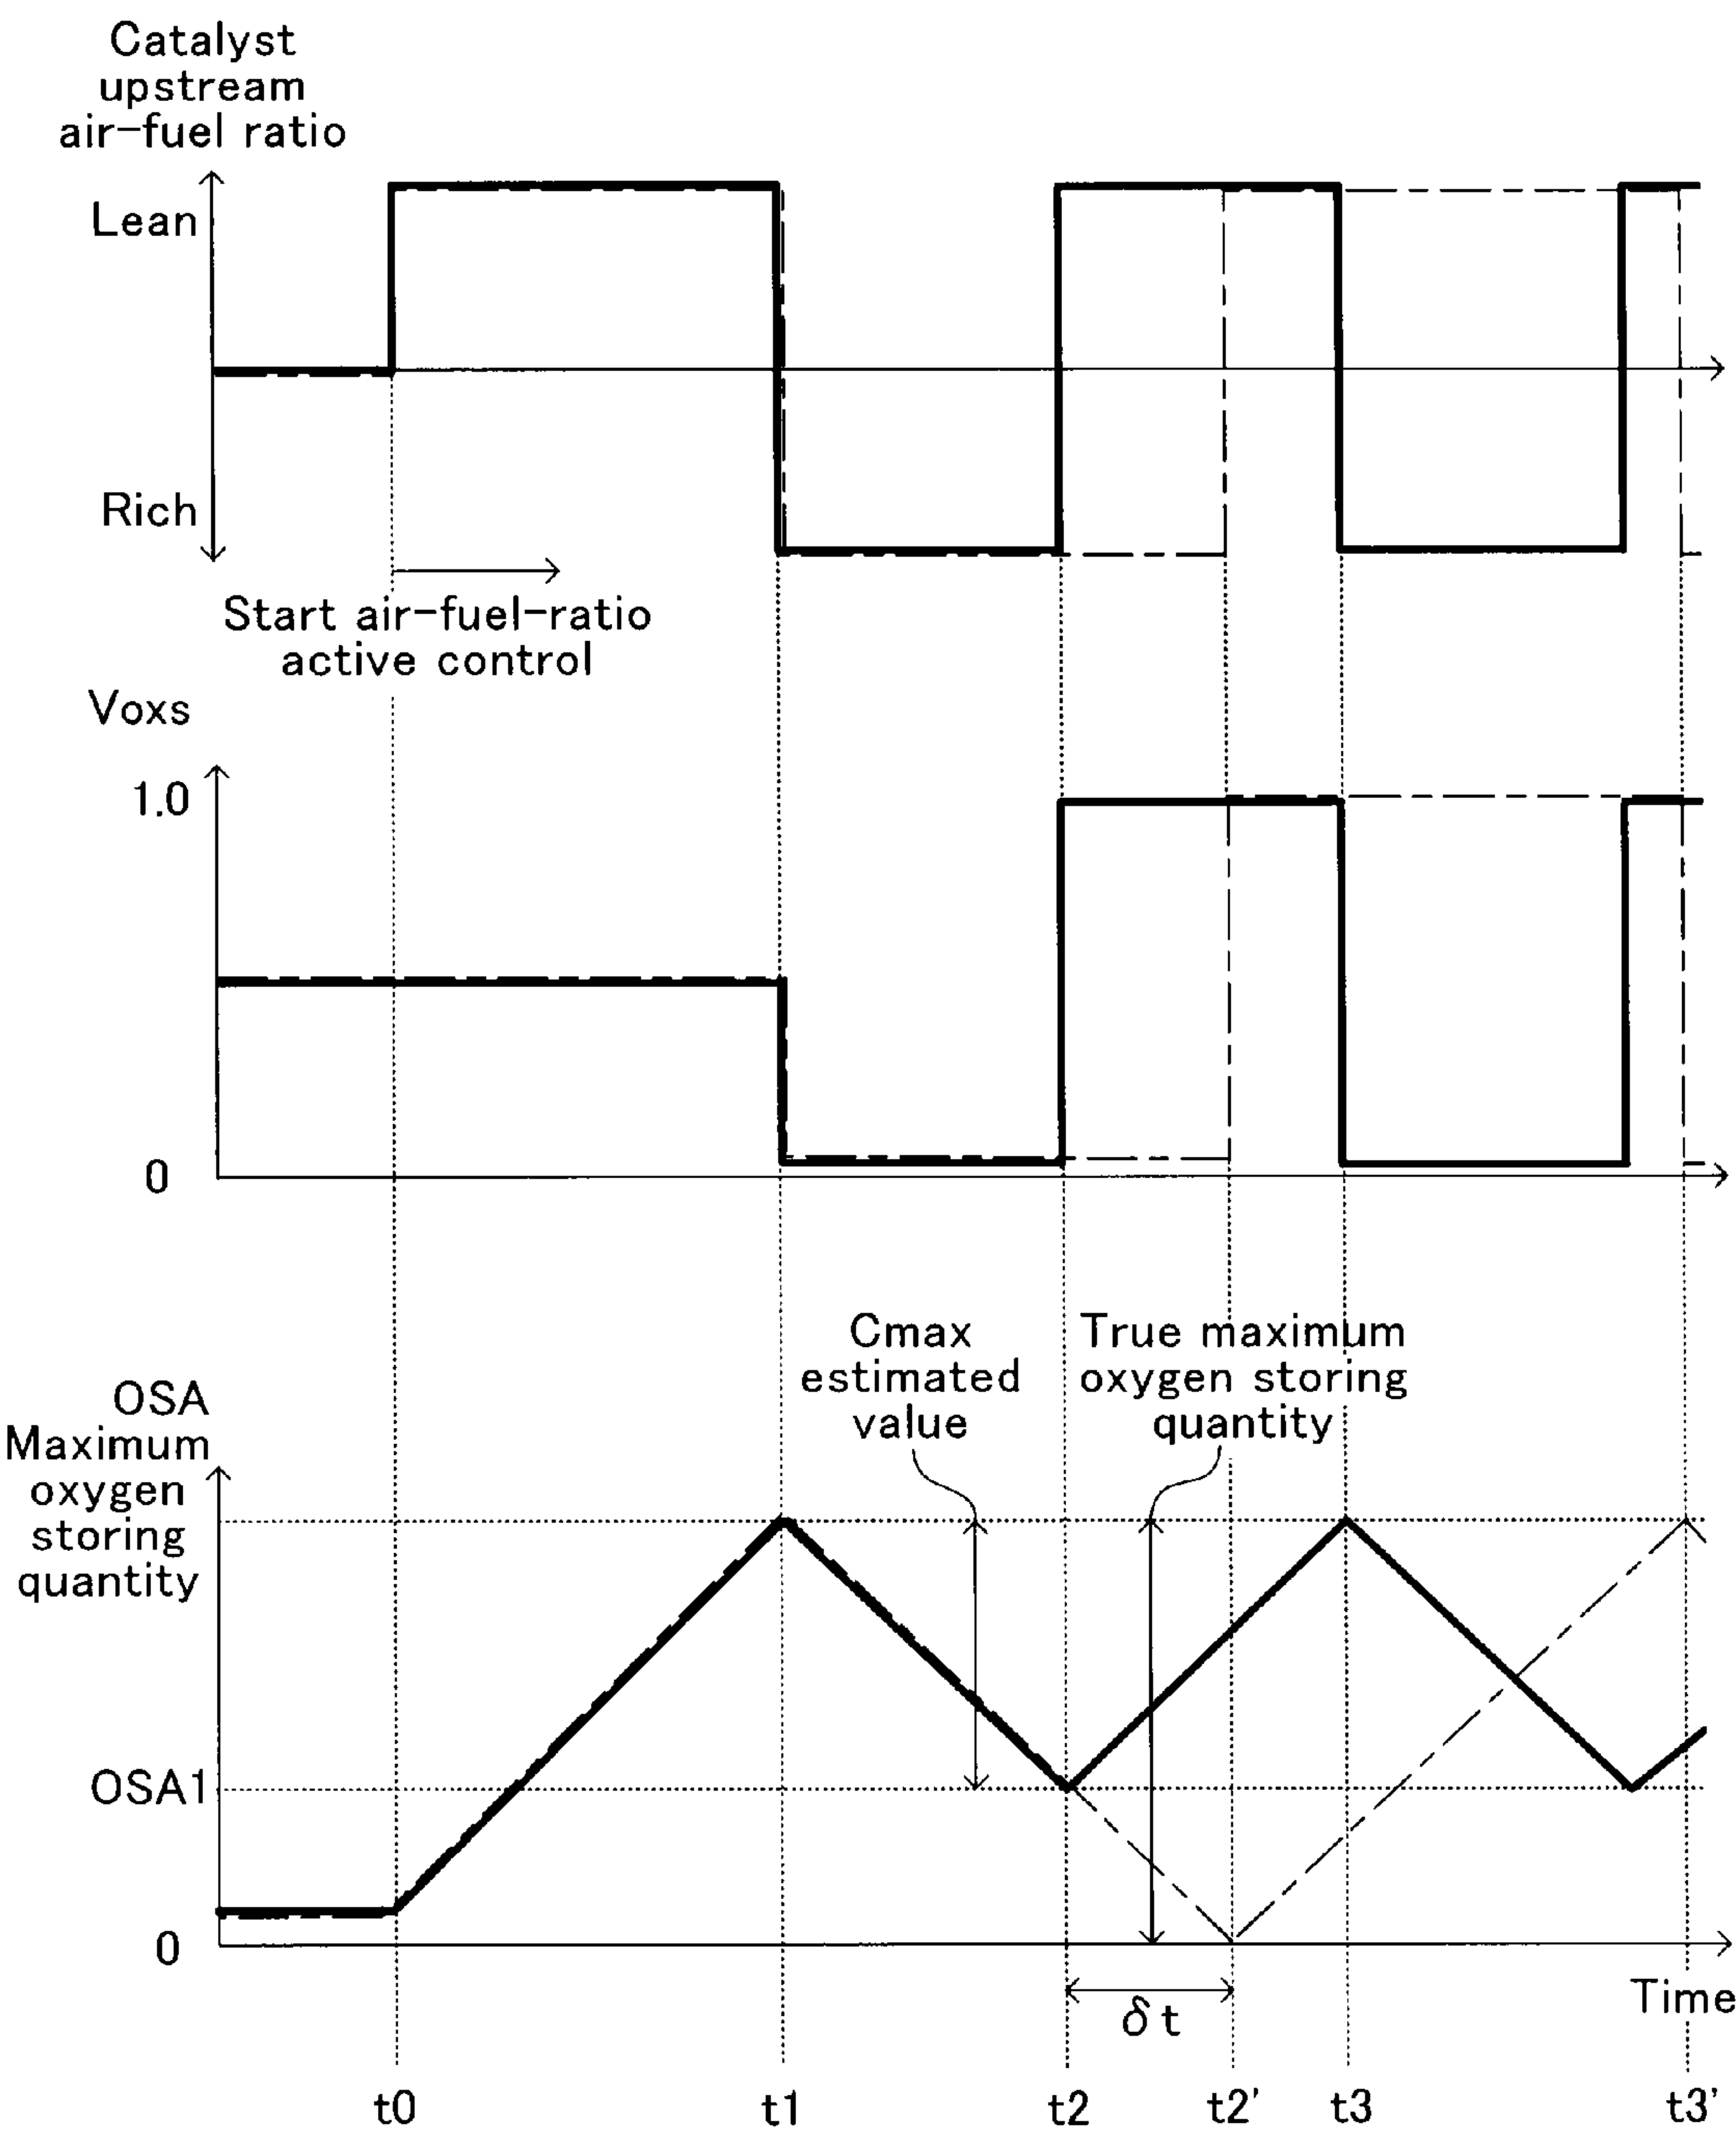 Catalyst
upstream
air-fuel ratio
Lean
Rich
Start air-fuel-ratio
active control
Voxs
1.0
0
Cmax
estimated
value
True maximum
oxygen storing
quantity
OSA
Maximum
oxygen
storing
quantity
OSA1
0
Time
δt
t0
t1
t2
t2'
t3
t3'